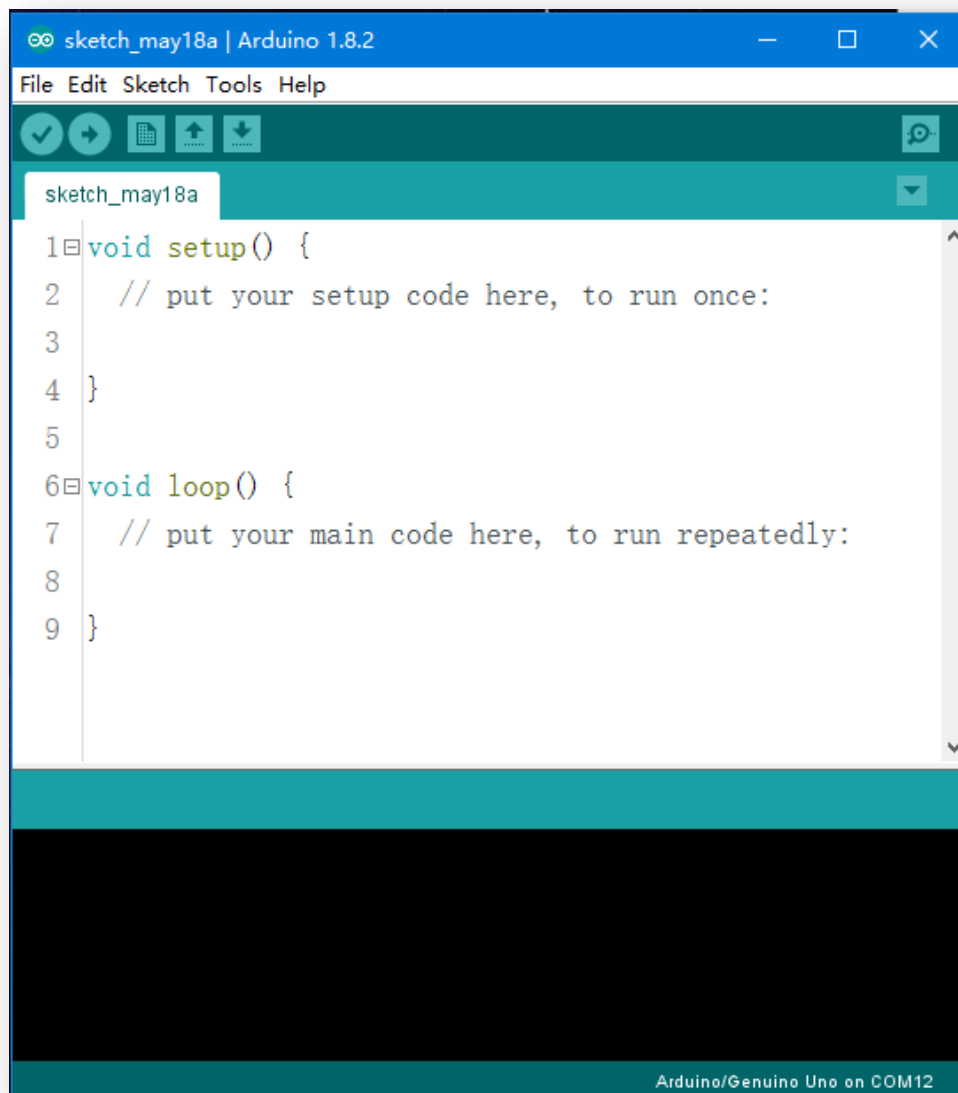 sketch_may18a | Arduino 1.8.2
File Edit Sketch Tools Help
sketch_may18a
1 void setup() {
2 // put your setup code here, to run once:
3
4 }
5
6 void loop() {
7 // put your main code here, to run repeatedly:
8
9 }
Arduino/Genuino Uno on COM12